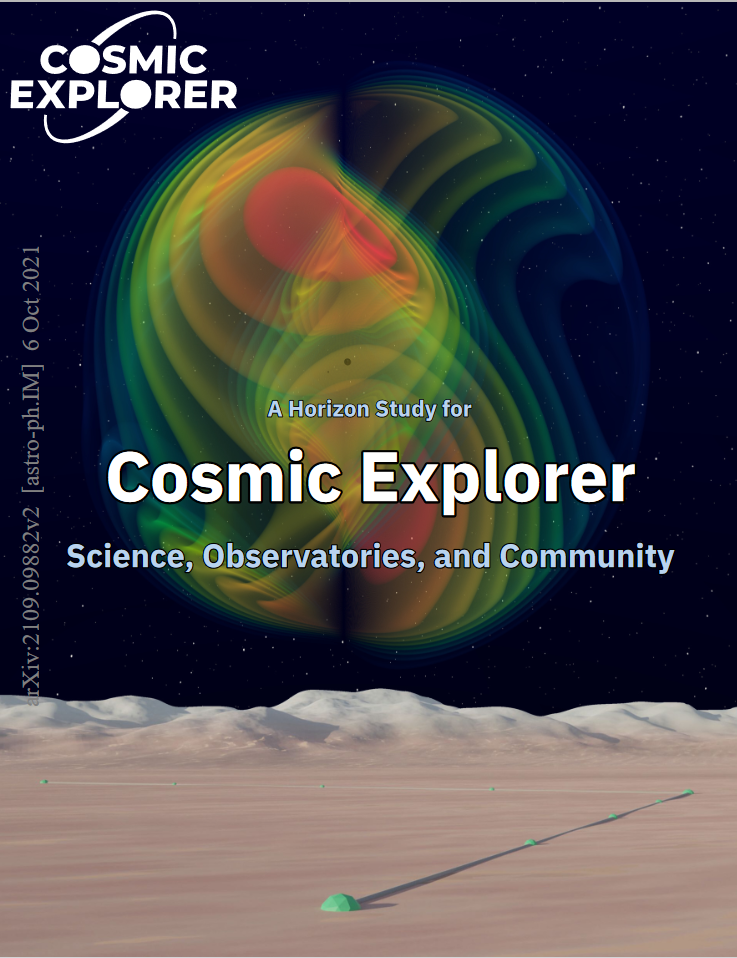 COSMIC
EXPLORER
arXiv:2109.09882v2 [astro-ph.IM] 6 Oct 2021
A Horizon Study for
Cosmic Explorer
Science, Observatories, and Community